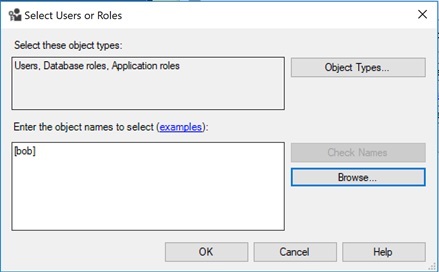 Select Users or Roles
Select these object types:
Users, Database roles, Application roles
Object Types...
Enter the object names to select (examples):
[bob]
Check Names
Browse...
OK
Cancel
Help